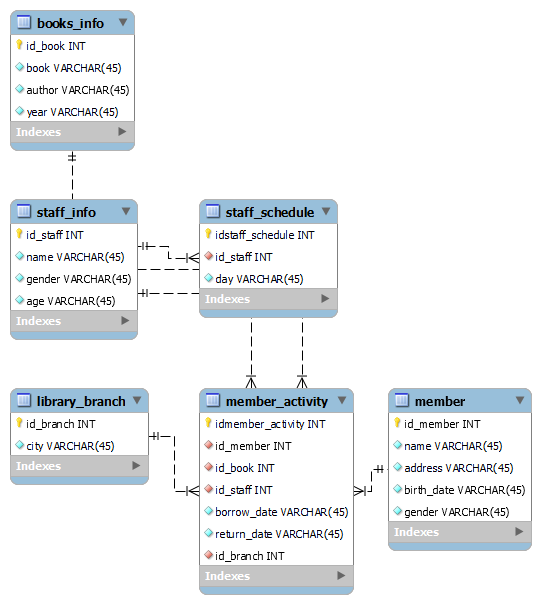 books_info
id_book INT
book VARCHAR(45)
author VARCHAR(45)
year VARCHAR(45)
Indexes
staff_info
id_staff INT
name VARCHAR(45)
gender VARCHAR(45)
age VARCHAR(45)
Indexes
staff_schedule
idstaff_schedule INT
id_staff INT
day VARCHAR(45)
Indexes
library_branch
id_branch INT
city VARCHAR(45)
Indexes
member_activity
idmember_activity INT
id_member INT
id_book INT
id_staff INT
borrow_date VARCHAR(45)
return_date VARCHAR(45)
id_branch INT
Indexes
member
id_member INT
name VARCHAR(45)
address VARCHAR(45)
birth_date VARCHAR(45)
gender VARCHAR(45)
Indexes